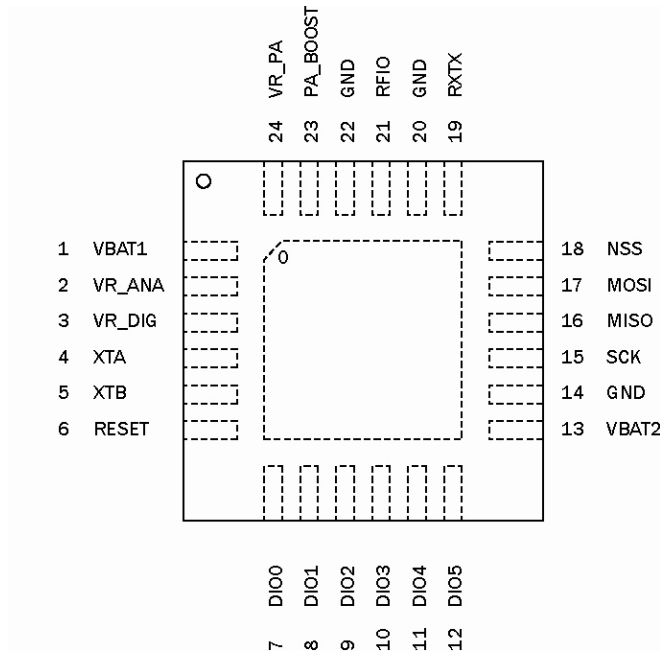 VR_PA
PA_BOOST
GND
RFIO
GND
RXTX
24
23
22
21
20
19
1 VBAT1
2 VR_ANA
3 VR_DIG
4 XTA
5 XTB
6 RESET
0
18 NSS
17 MOSI
16 MISO
15 SCK
14 GND
13 VBAT2
DIO0
DIO1
DIO2
DIO3
DIO4
DIO5
7
8
9
10
11
12